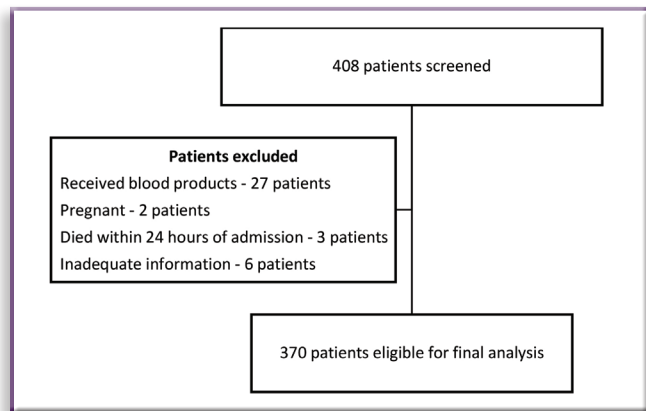 408 patients screened
Patients excluded
Received blood products - 27 patients
Pregnant - 2 patients
Died within 24 hours of admission - 3 patients
Inadequate information - 6 patients
370 patients eligible for final analysis